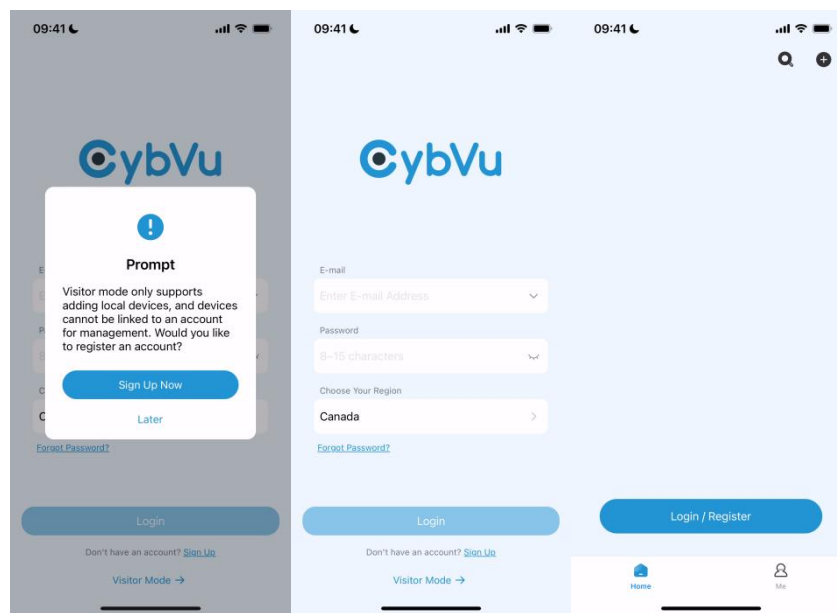 09:41
CybVu
E
Prompt
Visitor mode only supports
adding local devices, and devices
cannot be linked to an account
for management. Would you like
to register an account?
Sign Up Now
Later
Forgot Password?
Login
Don't have an account? Sign Up
Visitor Mode →
09:41
CybVu
E-mail
Enter E-mail Address
Password
8-15 characters
Choose Your Region
Canada
Forgot Password?
Login
Don't have an account? Sign Up
Visitor Mode →
09:41
Login / Register
Home
Me